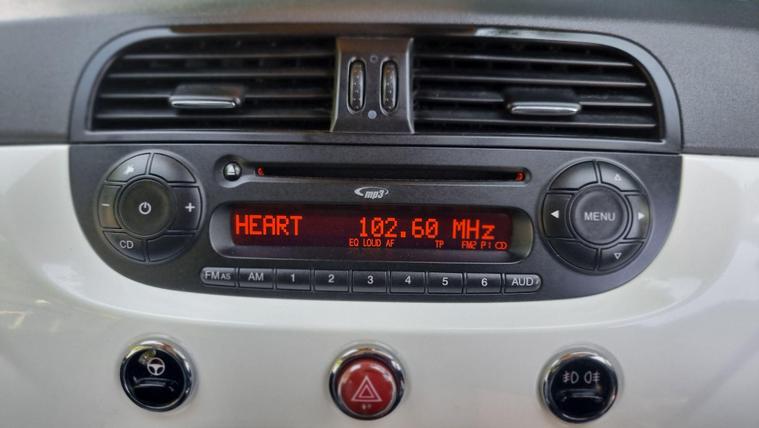 mp3
HEART 102.60 MHz
EQ LOUD AF TP FM2 P1 CD
- +
CD
MENU
FM AS AM 1 2 3 4 5 6 AUD